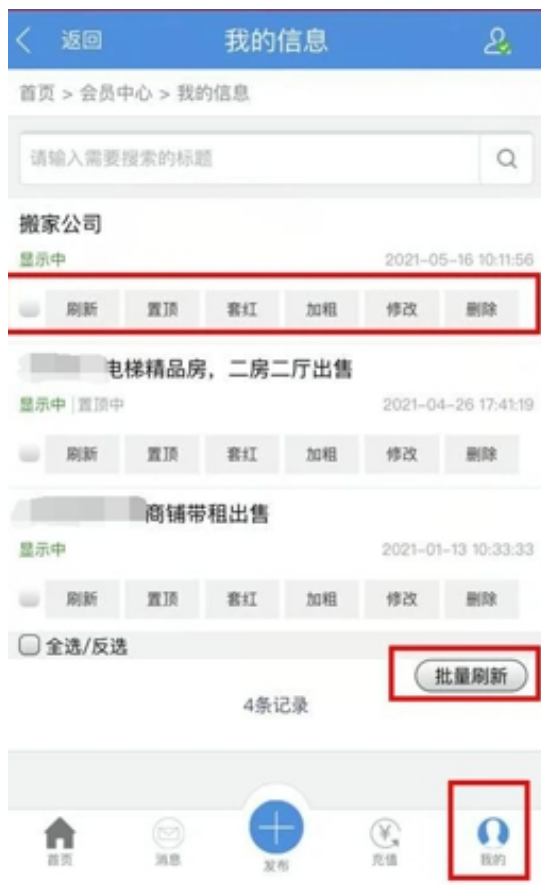 返回 我的信息
首页 > 会员中心 > 我的信息
请输入需要搜索的标题
搬家公司
显示中 2021-05-16 10:11:56
刷新 置顶 套红 加粗 修改 删除
电梯精品房，二房二厅出售
显示中 | 置顶中 2021-04-26 17:41:19
刷新 置顶 套红 加粗 修改 删除
商铺带租出售
显示中 2021-01-13 10:33:33
刷新 置顶 套红 加粗 修改 删除
全选/反选
批量刷新
4条记录
首页 消息 发布 充值 我的